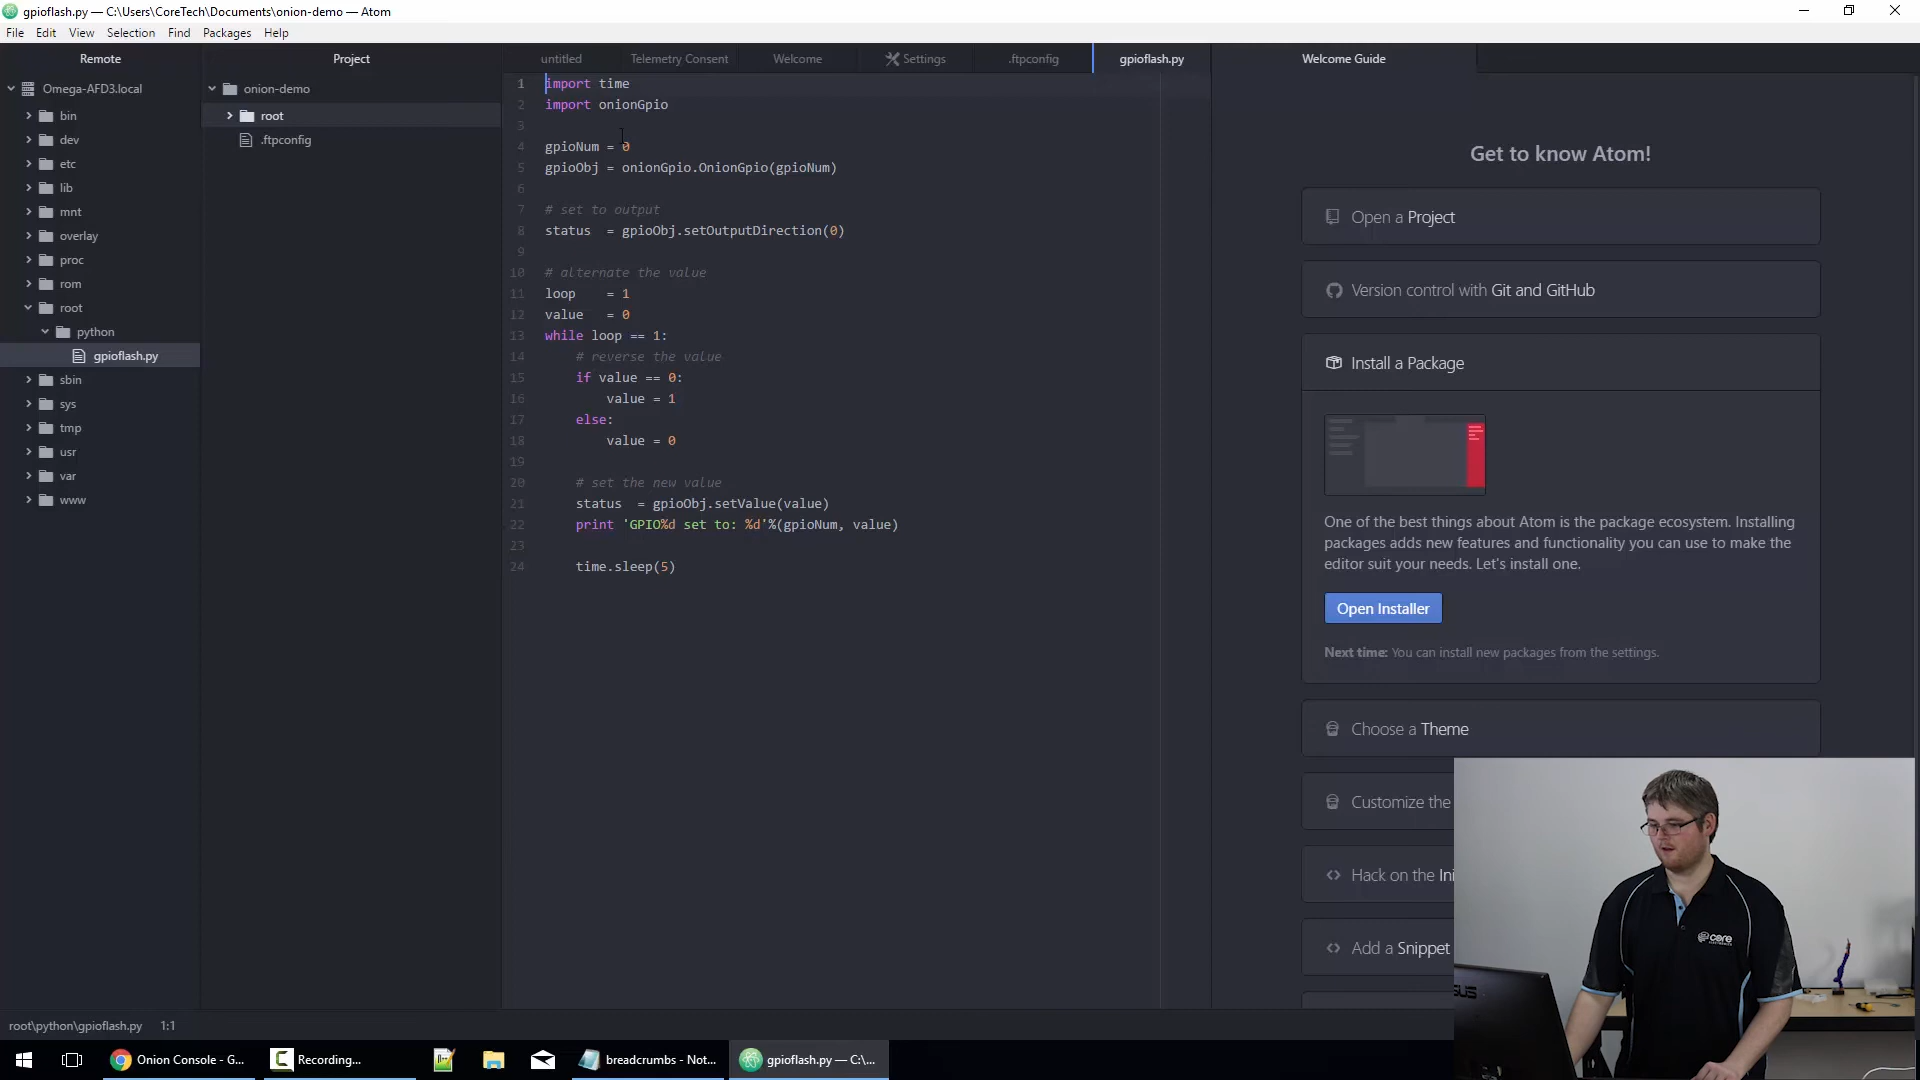 gpioflash.py — C:\Users\CoreTech\Documents\onion-demo — Atom
File Edit View Selection Find Packages Help
Remote
Omega-AFD3.local
bin
dev
etc
lib
mnt
overlay
proc
rom
root
python
gpioflash.py
sbin
sys
tmp
usr
var
www
Project
onion-demo
root
.ftpconfig
untitled Telemetry Consent Welcome Settings .ftpconfig gpioflash.py
1 import time
2 import onionGpio
3
4 gpioNum = 0
5 gpioObj = onionGpio.OnionGpio(gpioNum)
6
7 # set to output
8 status  = gpioObj.setOutputDirection(0)
9
10 # alternate the value
11 loop    = 1
12 value   = 0
13 while loop == 1:
14     # reverse the value
15     if value == 0:
16         value = 1
17     else:
18         value = 0
19
20     # set the new value
21     status  = gpioObj.setValue(value)
22     print 'GPIO%d set to: %d'%(gpioNum, value)
23
24     time.sleep(5)
Welcome Guide
Get to know Atom!
Open a Project
Version control with Git and GitHub
Install a Package
One of the best things about Atom is the package ecosystem. Installing
packages adds new features and functionality you can use to make the
editor suit your needs. Let's install one.
Open Installer
Next time: You can install new packages from the settings.
Choose a Theme
Customize the
Hack on the Ini
Add a Snippet
core
root\python\gpioflash.py 1:1
Onion Console - G... Recording... breadcrumbs - Not... gpioflash.py — C:\...